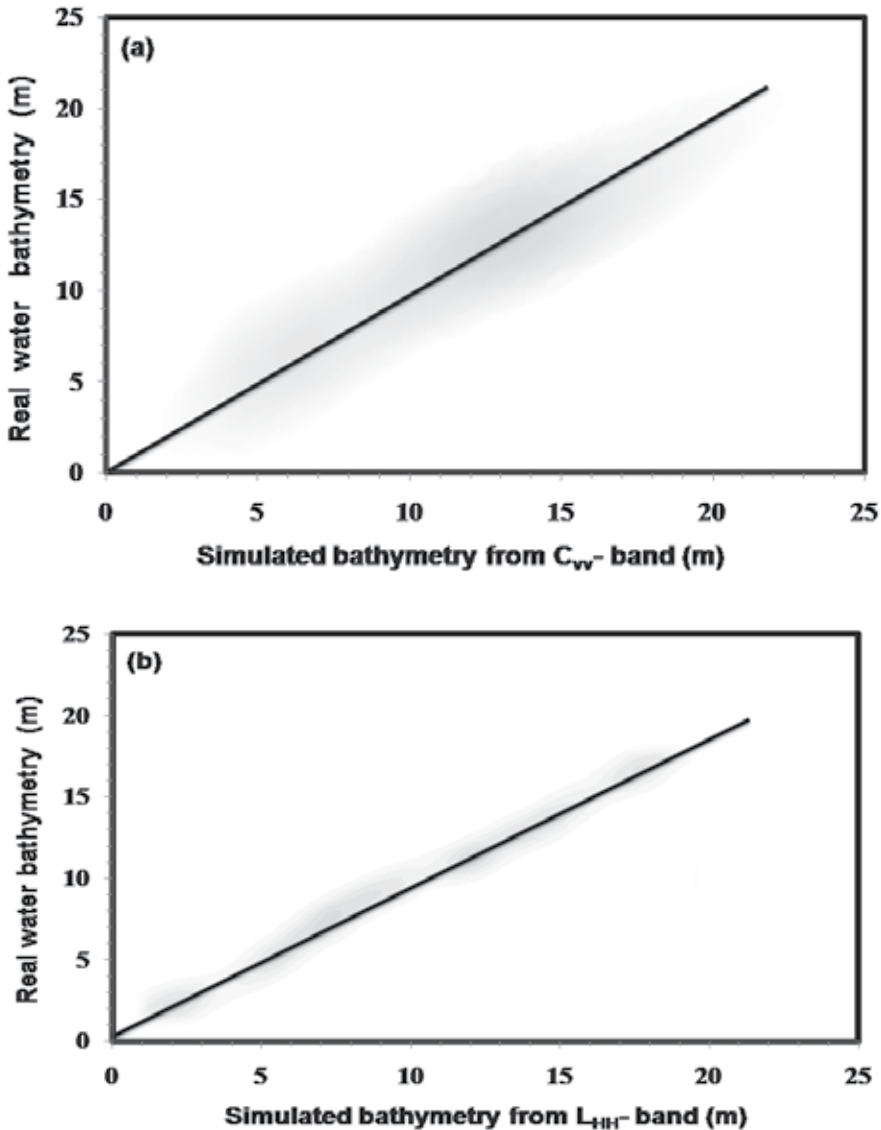 (a)
Real water bathymetry (m)
25
20
15
10
5
0
0 5 10 15 20 25
Simulated bathymetry from Cvv- band (m)
(b)
Real water bathymetry (m)
25
20
15
10
5
0
0 5 10 15 20 25
Simulated bathymetry from LHH- band (m)